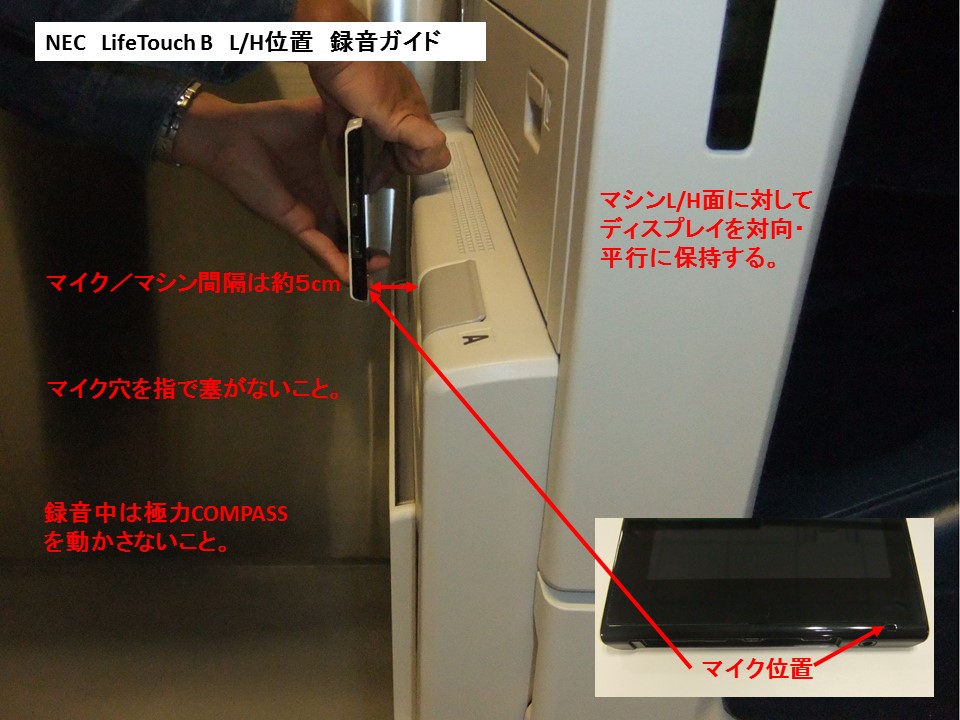 NEC LifeTouch B L/H位置 録音ガイド
マシンL/H面に対して
ディスプレイを対向・
平行に保持する。
マイク／マシン間隔は約5cm
A
マイク穴を指で塞がないこと。
録音中は極力COMPASS
を動かさないこと。
マイク位置